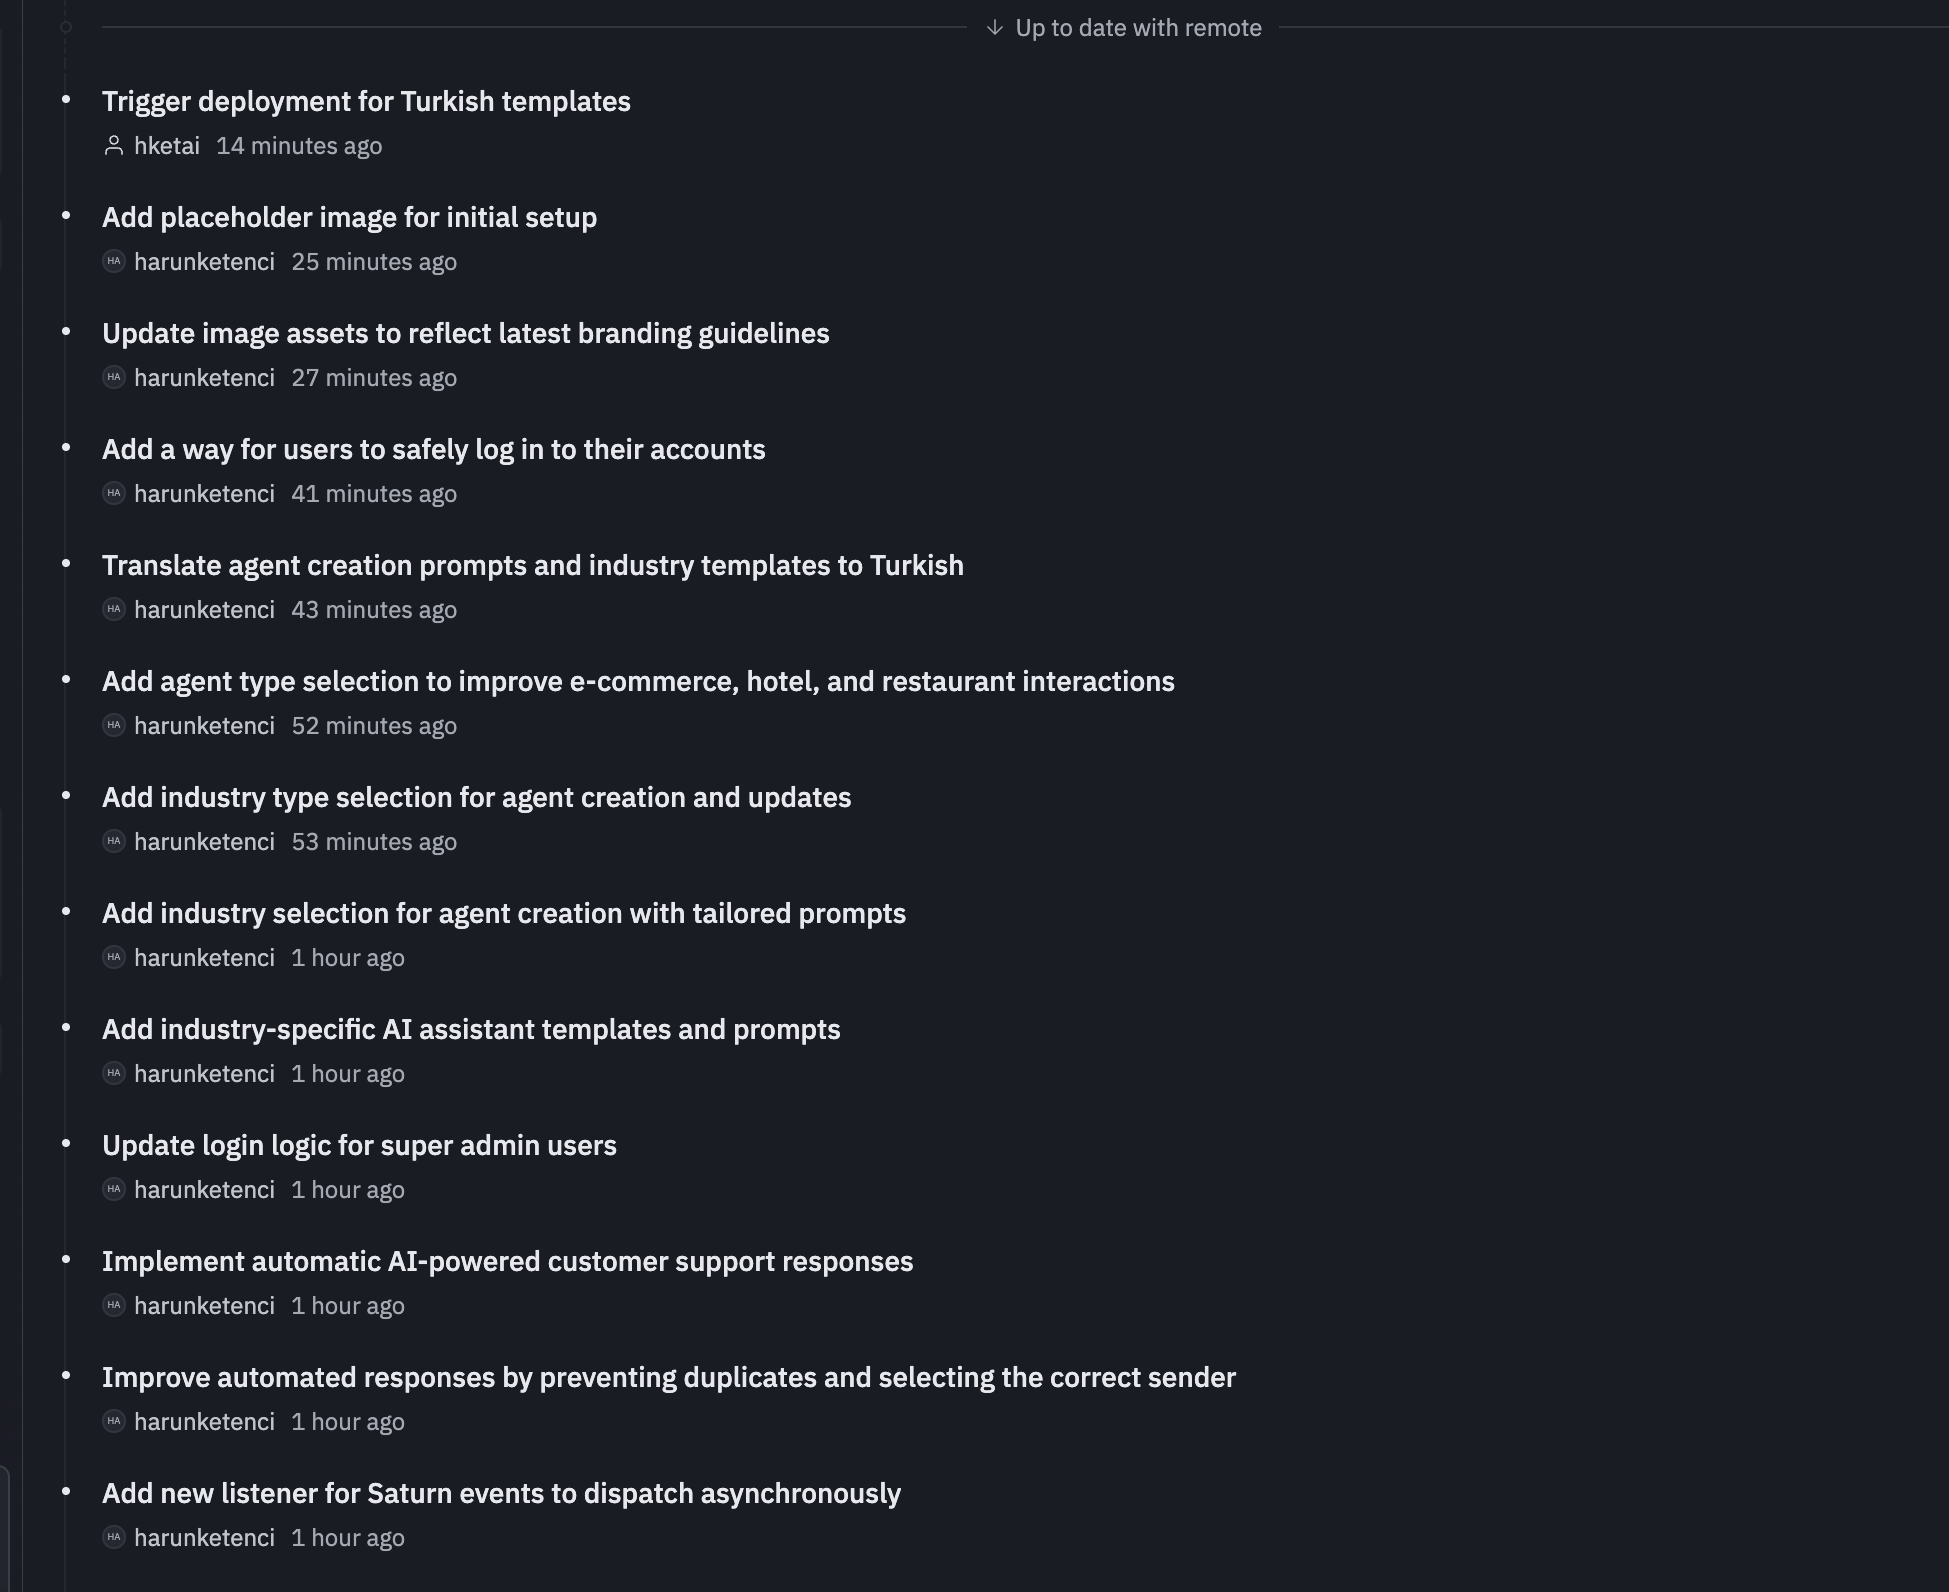 Up to date with remote
Trigger deployment for Turkish templates
hketai 14 minutes ago
Add placeholder image for initial setup
HA harunketenci 25 minutes ago
Update image assets to reflect latest branding guidelines
HA harunketenci 27 minutes ago
Add a way for users to safely log in to their accounts
HA harunketenci 41 minutes ago
Translate agent creation prompts and industry templates to Turkish
HA harunketenci 43 minutes ago
Add agent type selection to improve e-commerce, hotel, and restaurant interactions
HA harunketenci 52 minutes ago
Add industry type selection for agent creation and updates
HA harunketenci 53 minutes ago
Add industry selection for agent creation with tailored prompts
HA harunketenci 1 hour ago
Add industry-specific AI assistant templates and prompts
HA harunketenci 1 hour ago
Update login logic for super admin users
HA harunketenci 1 hour ago
Implement automatic AI-powered customer support responses
HA harunketenci 1 hour ago
Improve automated responses by preventing duplicates and selecting the correct sender
HA harunketenci 1 hour ago
Add new listener for Saturn events to dispatch asynchronously
HA harunketenci 1 hour ago